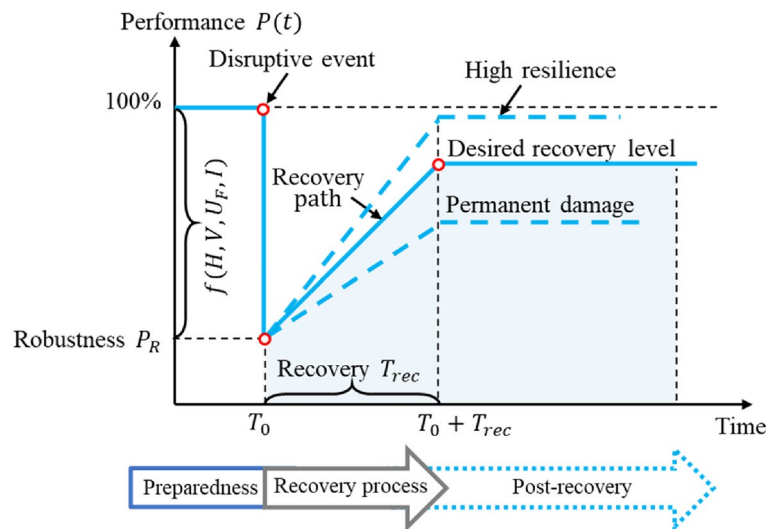 Performance P(t)
Disruptive event
High resilience
100%
Desired recovery level
Recovery
path
Permanent damage
f(H, V, U_F, I)
Robustness P_R
Recovery T_rec
T_0
T_0 + T_rec
Time
Preparedness
Recovery process
Post-recovery